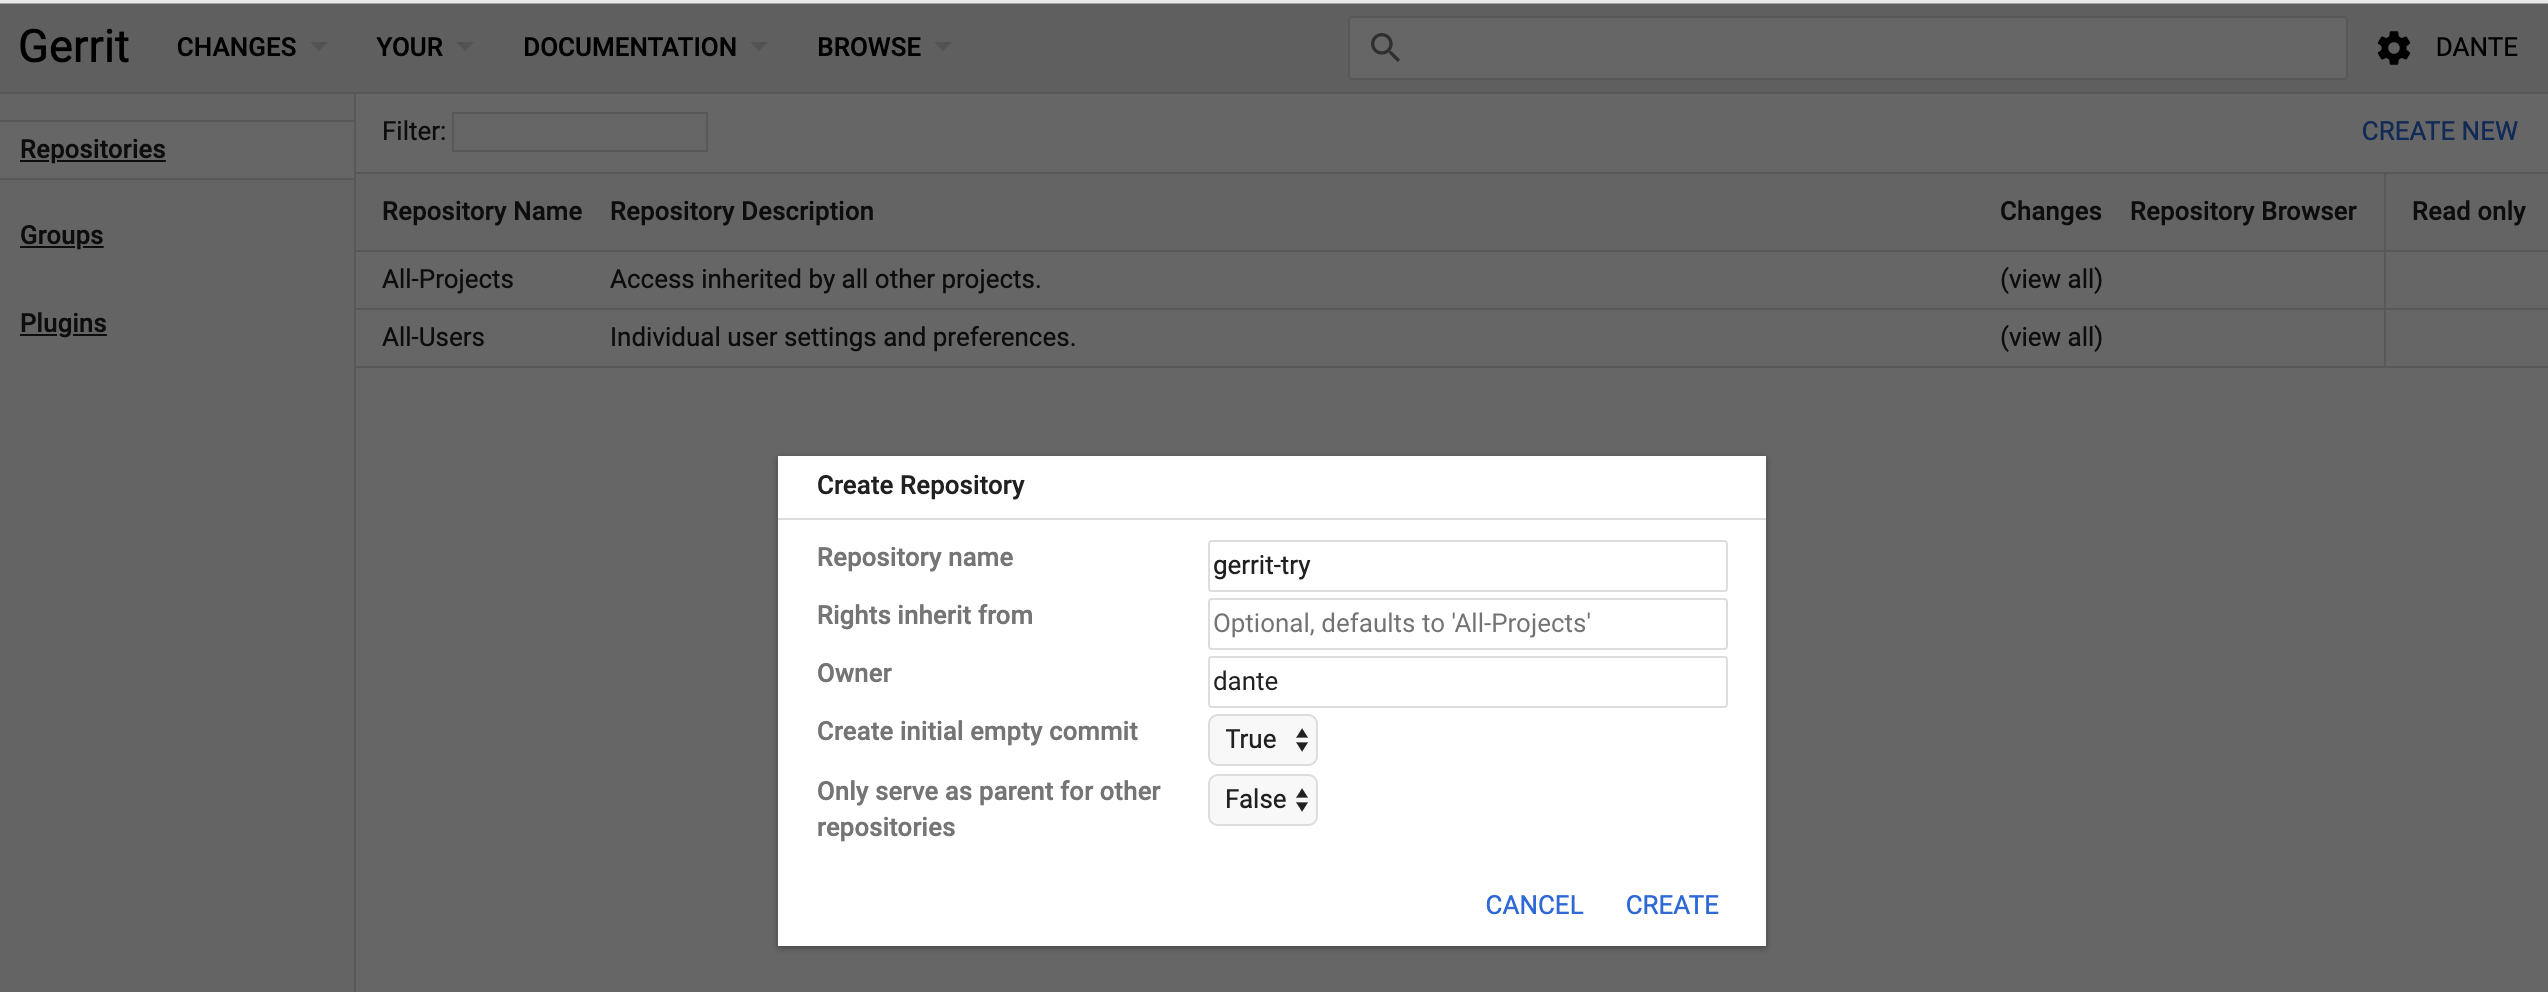 Gerrit CHANGES YOUR DOCUMENTATION BROWSE DANTE
Repositories
Groups
Plugins
Filter: CREATE NEW
Repository Name Repository Description Changes Repository Browser Read only
All-Projects Access inherited by all other projects. (view all)
All-Users Individual user settings and preferences. (view all)
Create Repository
Repository name gerrit-try
Rights inherit from Optional, defaults to 'All-Projects'
Owner dante
Create initial empty commit True
Only serve as parent for other False
repositories
CANCEL CREATE